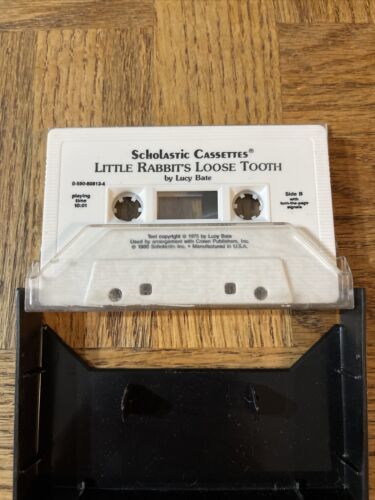 Scholastic Cassettes®
LITTLE RABBIT'S LOOSE TOOTH
by Lucy Bate
0-590-60813-4
playing
time
10:01
Side B
with
turn-the-page
signals
Text copyright © 1975 by Lucy Bate
Used by arrangement with Crown Publishers, Inc.
Scholastic Inc. • Manufactured in U.S.A.